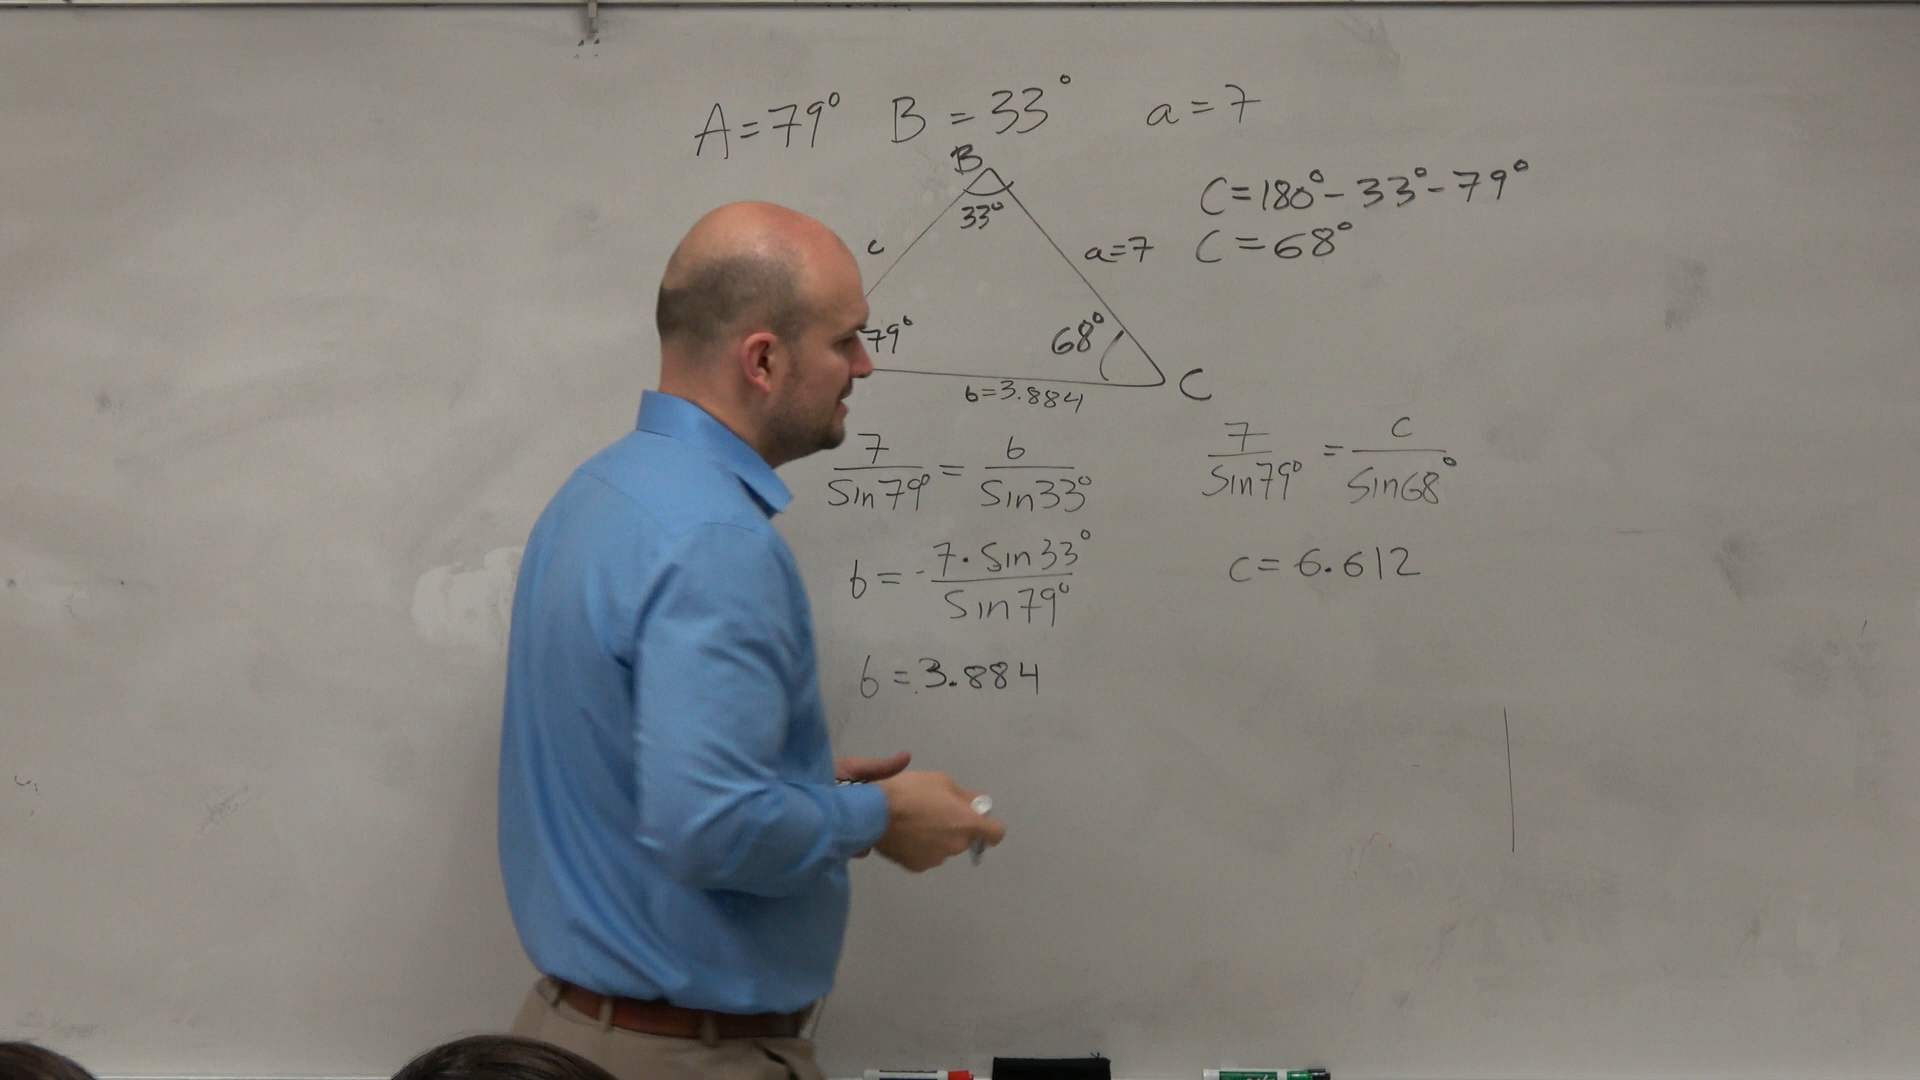 A=79° B=33° a=7
B
33°
c
a=7
79°
68°
C
b=3.884
C=180°-33°-79°
C=68°
7/Sin79° = b/Sin33°
b = 7·Sin33°/Sin79°
b=3.884
7/Sin79° = c/Sin68°
c=6.612